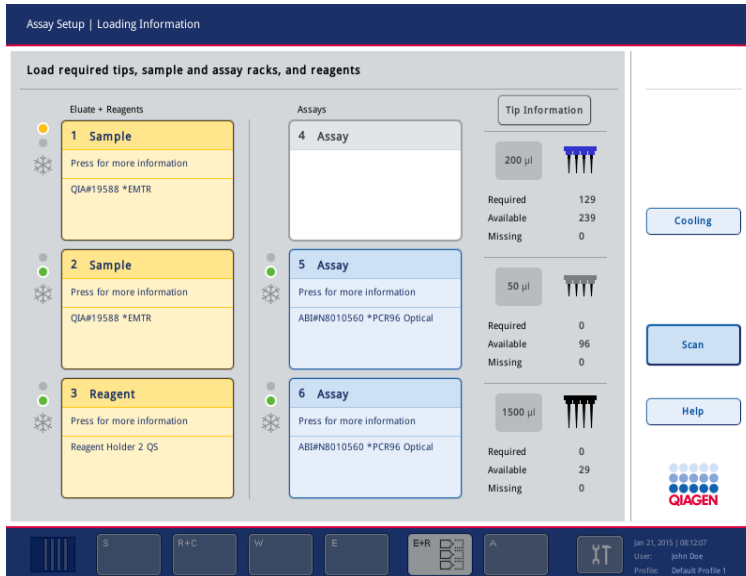 Assay Setup | Loading Information
Load required tips, sample and assay racks, and reagents
Eluate + Reagents
Assays
Tip Information
1 Sample
Press for more information
QIA#19588 *EMTR
4 Assay
200 µl
Required 129
Available 239
Missing 0
Cooling
2 Sample
Press for more information
QIA#19588 *EMTR
5 Assay
Press for more information
ABI#N8010560 *PCR96 Optical
50 µl
Required 0
Available 96
Missing 0
Scan
3 Reagent
Press for more information
Reagent Holder 2 QS
6 Assay
Press for more information
ABI#N8010560 *PCR96 Optical
1500 µl
Required 0
Available 29
Missing 0
Help
QIAGEN
S
R+C
W
E
E+R
A
Jan 21, 2015 | 08:12:07
User: John Doe
Profile: Default Profile 1